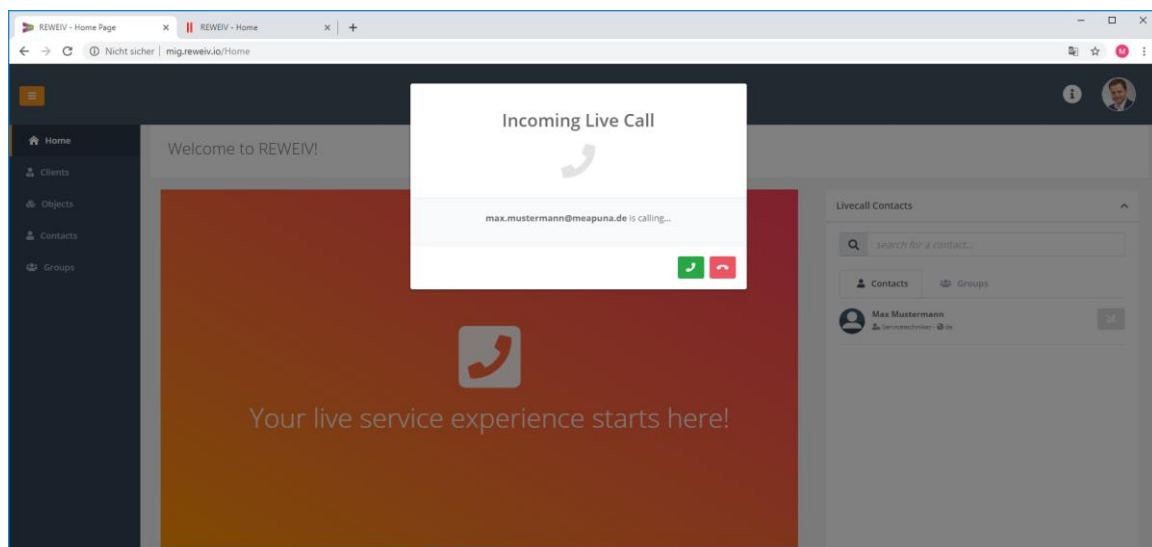 REWEIV - Home Page
REWEIV - Home
Nicht sicher | mig.reweiv.io/Home
M
Incoming Live Call
Home
Welcome to REWEIV!
Clients
Objects
Livecall Contacts
max.mustermann@meapuna.de is calling...
Contacts
search for a contact...
Groups
Contacts
Groups
Max Mustermann
Servicetechniker - de
Your live service experience starts here!